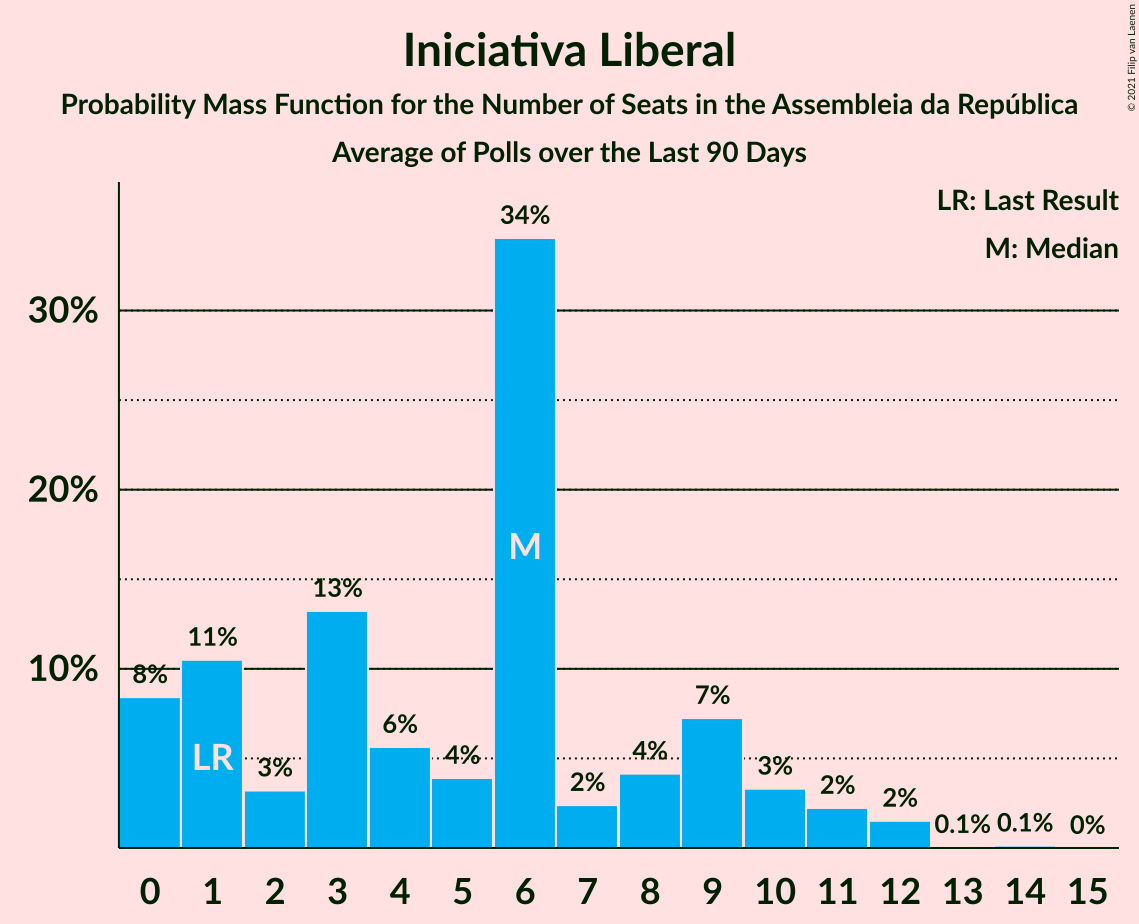 Iniciativa Liberal
Probability Mass Function for the Number of Seats in the Assembleia da República
Average of Polls over the Last 90 Days
© 2021 Filip van Laenen
LR: Last Result
M: Median
34%
30%
20%
M
13%
11%
10%
8%
7%
6%
LR
3%
4%
2%
4%
3%
2%
2%
0.1%
0.1%
0%
0 1 2 3 4 5 6 7 8 9 10 11 12 13 14 15